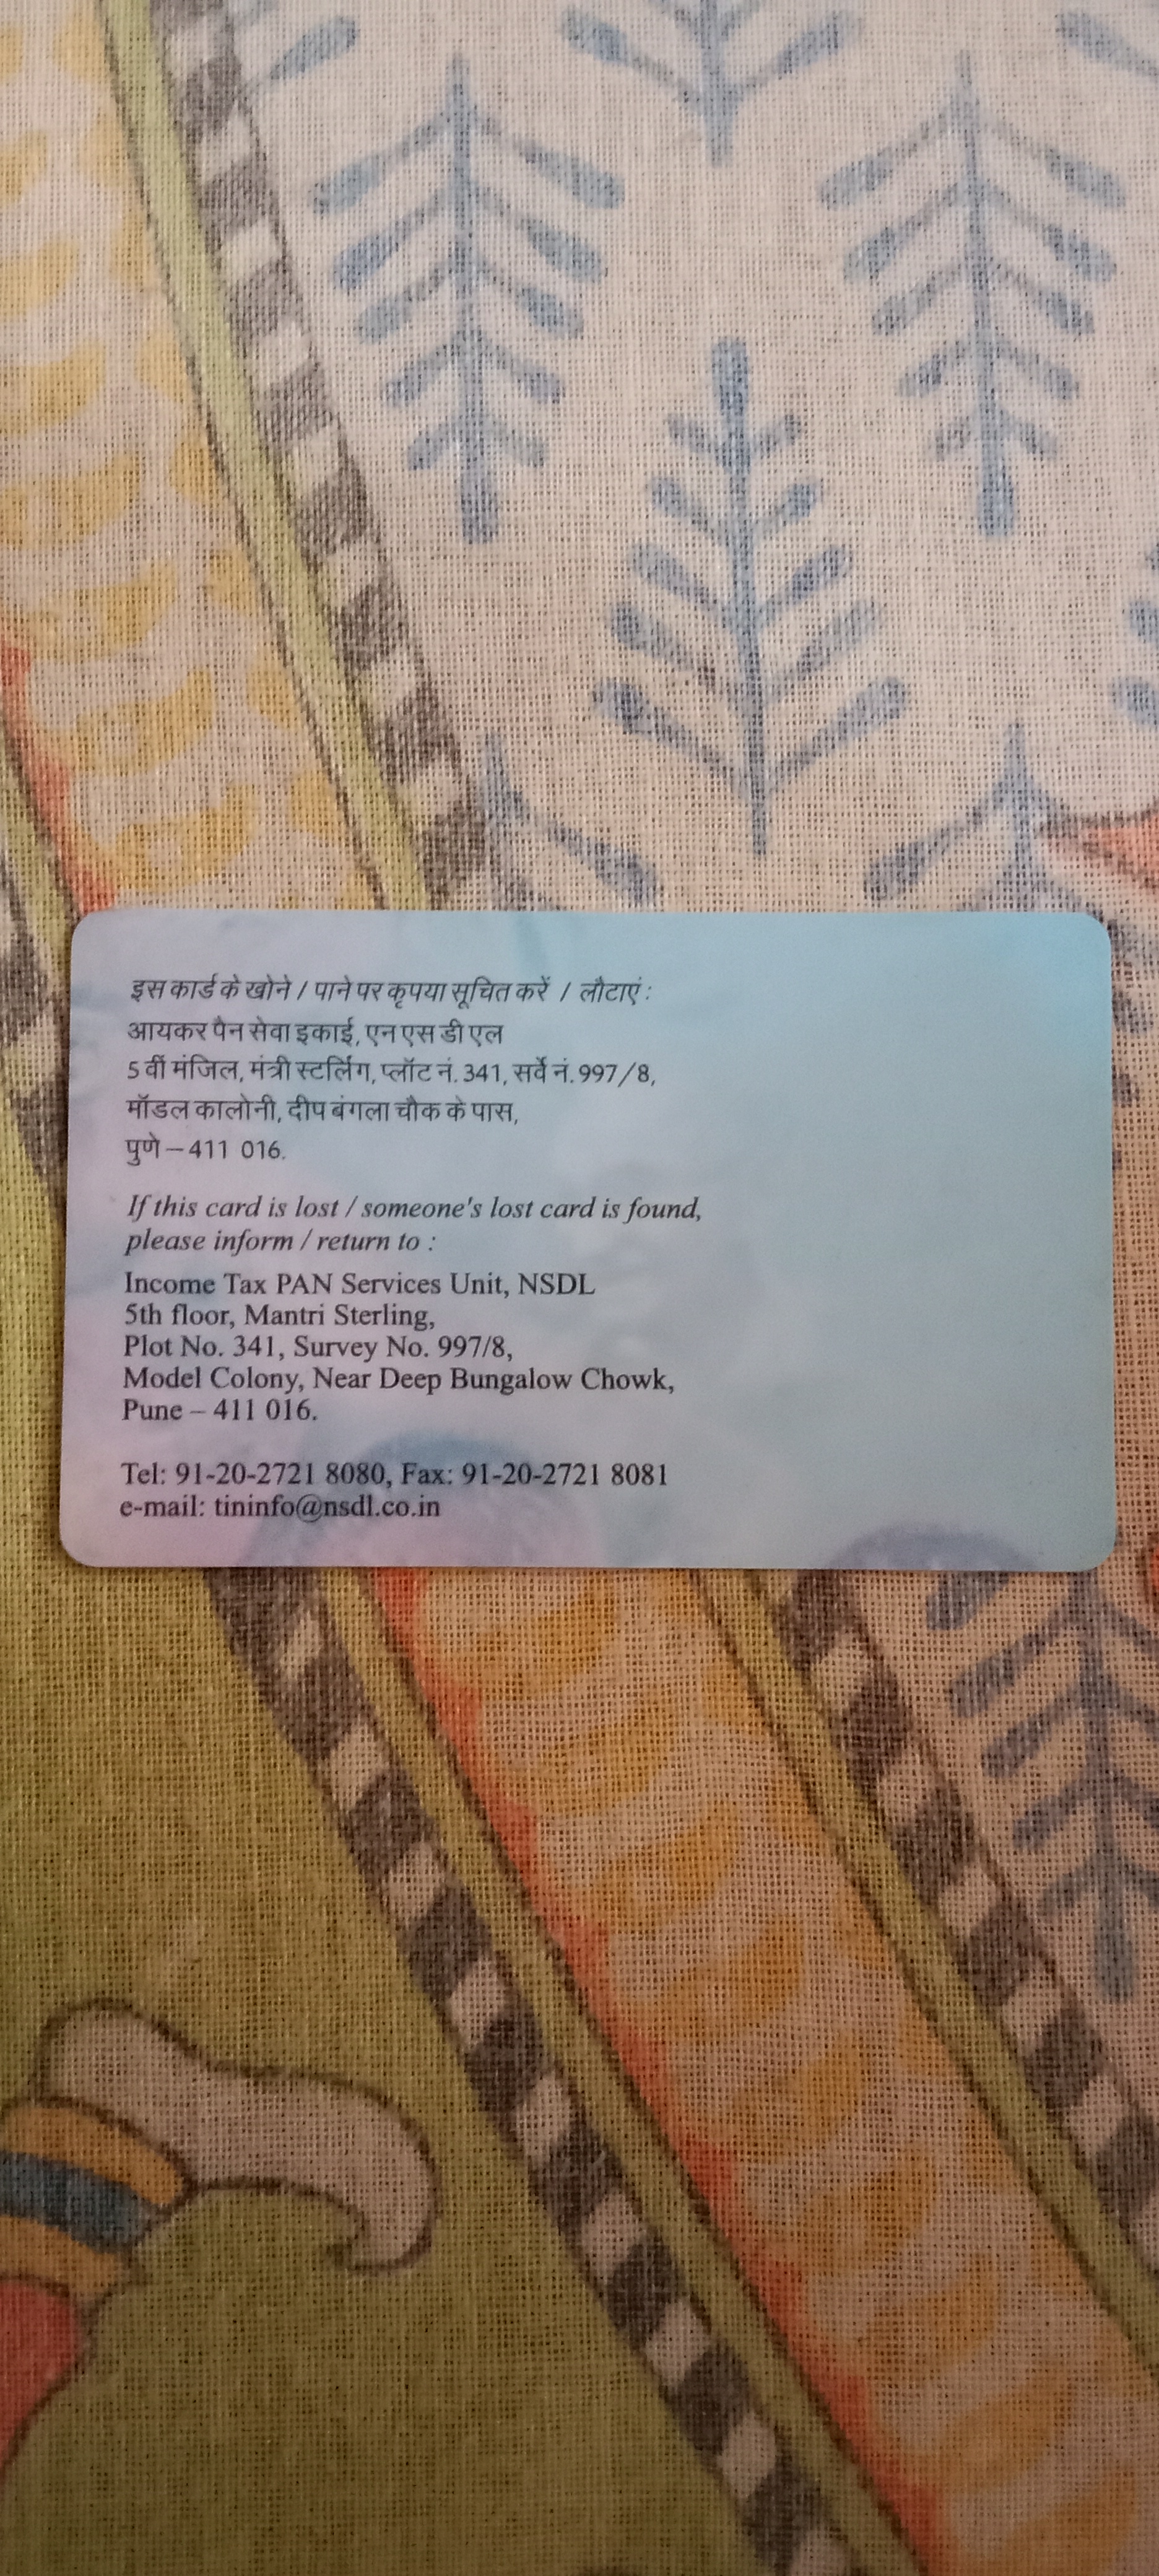 इस कार्ड के खोने / पाने पर कृपया सूचित करें / लौटाएं :
आयकर पैन सेवा इकाई, एन एस डी एल
5 वीं मंजिल, मंत्री स्टर्लिंग, प्लॉट नं. 341, सर्वे नं. 997/8,
मॉडल कालोनी, दीप बंगला चौक के पास,
पुणे – 411 016.
If this card is lost / someone's lost card is found,
please inform / return to :
Income Tax PAN Services Unit, NSDL
5th floor, Mantri Sterling,
Plot No. 341, Survey No. 997/8,
Model Colony, Near Deep Bungalow Chowk,
Pune – 411 016.
Tel: 91-20-2721 8080, Fax: 91-20-2721 8081
e-mail: tininfo@nsdl.co.in